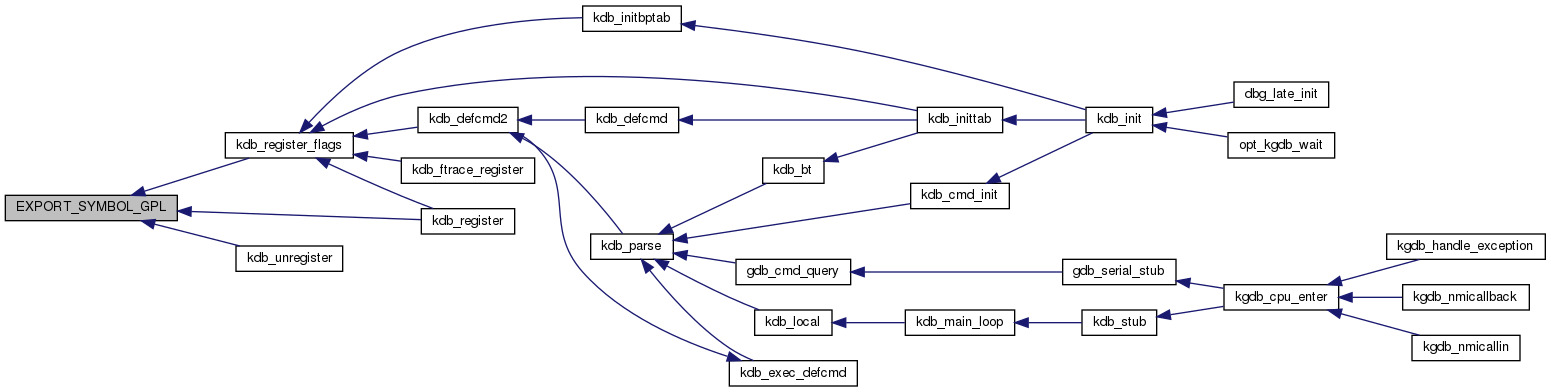 kdb_initbptab
dbg_late_init
kdb_defcmd2
kdb_defcmd
kdb_inittab
kdb_init
kdb_register_flags
opt_kgdb_wait
kdb_ftrace_register
kdb_bt
kdb_cmd_init
EXPORT_SYMBOL_GPL
kdb_register
kdb_parse
kgdb_handle_exception
kdb_unregister
gdb_cmd_query
gdb_serial_stub
kgdb_cpu_enter
kgdb_nmicallback
kdb_local
kdb_main_loop
kdb_stub
kgdb_nmicallin
kdb_exec_defcmd